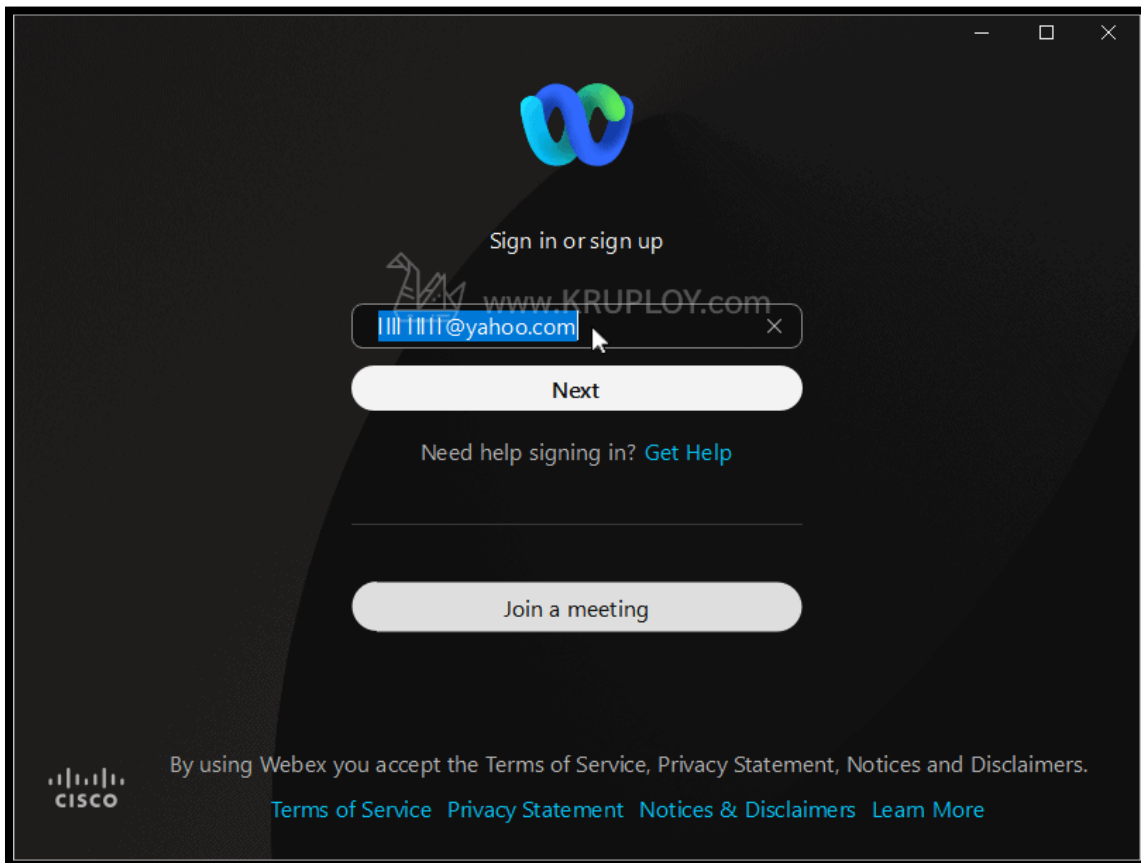 Sign in or sign up
www.KRUPLOY.com
@yahoo.com
Next
Need help signing in? Get Help
Join a meeting
By using Webex you accept the Terms of Service, Privacy Statement, Notices and Disclaimers.
CISCO
Terms of Service Privacy Statement Notices & Disclaimers Learn More